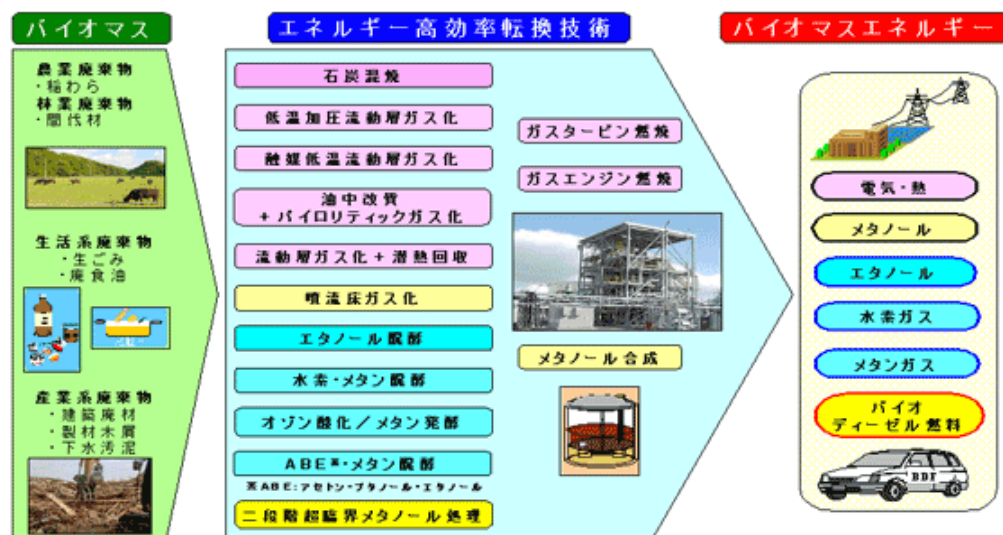 バイオマス
エネルギー高効率転換技術
バイオマスエネルギー
農業廃棄物
・稲わら
林業廃棄物
・間伐材
生活系廃棄物
・生ごみ
・廃食油
産業系廃棄物
・建築廃材
・製材木屑
・下水汚泥
石炭混焼
低温加圧流動層ガス化
触媒低温流動層ガス化
油中改質
+ パイロリティックガス化
流動層ガス化 + 潜熱回収
噴流床ガス化
エタノール醗酵
水素・メタン醗酵
オゾン酸化／メタン発酵
ABE※・メタン醗酵
※ABE:アセトン・ブタノール・エタノール
二段階超臨界メタノール処理
ガスタービン燃焼
ガスエンジン燃焼
メタノール合成
電気・熱
メタノール
エタノール
水素ガス
メタンガス
バイオ
ディーゼル燃料
BDF